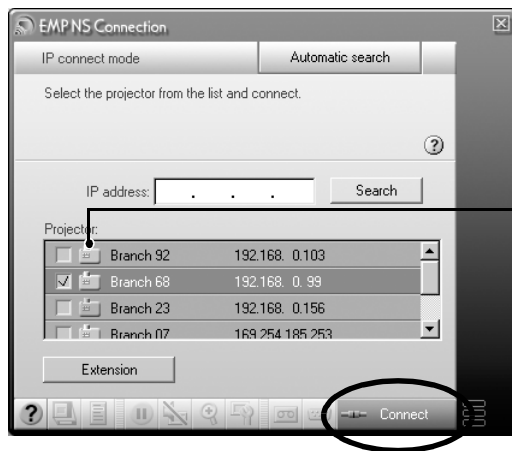 EMP NS Connection
IP connect mode
Automatic search
Select the projector from the list and connect.
?
IP address: . . . Search
Projector:
Branch 92 192.168. 0.103
Branch 68 192.168. 0. 99
Branch 23 192.168. 0.156
Branch 07 169.254.185.253
Extension
? Connect